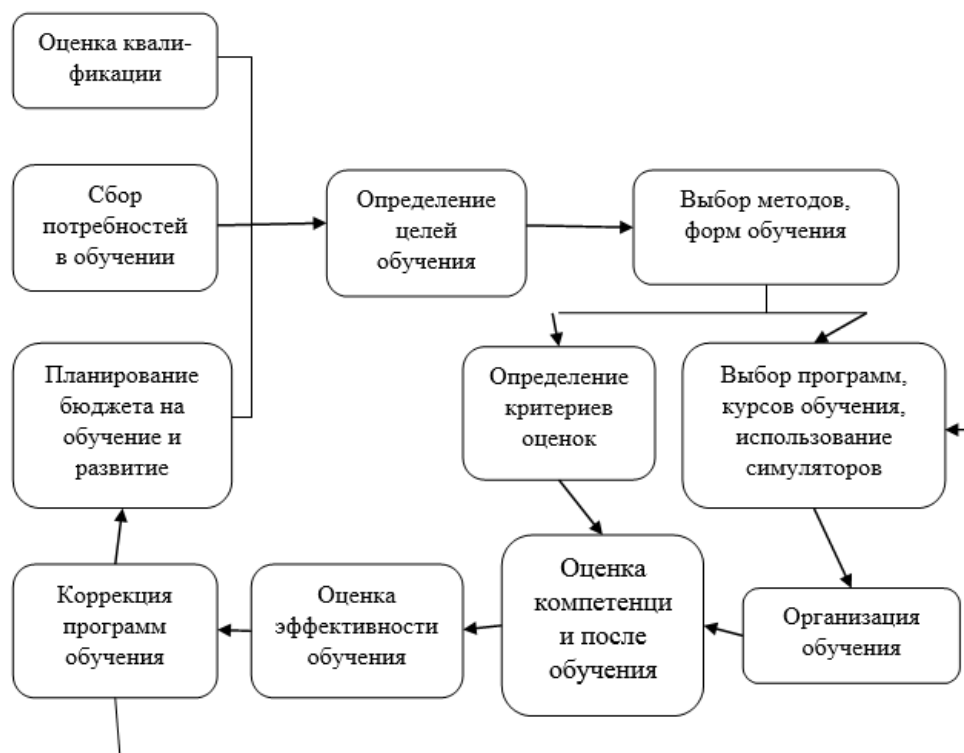 Оценка квали-
фикации
Сбор
потребностей
в обучении
Определение
целей
обучения
Выбор методов,
форм обучения
Планирование
бюджета на
обучение и
развитие
Определение
критериев
оценок
Выбор программ,
курсов обучения,
использование
симуляторов
Коррекция
программ
обучения
Оценка
эффективности
обучения
Оценка
компетенци
и после
обучения
Организация
обучения